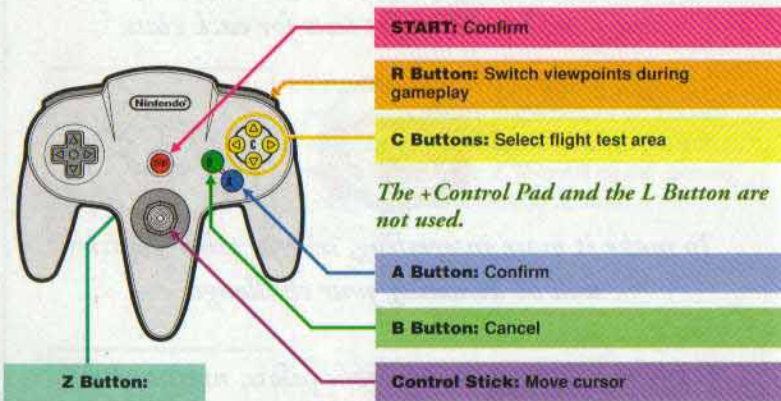 START: Confirm
R Button: Switch viewpoints during
gameplay
C Buttons: Select flight test area
The +Control Pad and the L Button are
not used.
A Button: Confirm
B Button: Cancel
Control Stick: Move cursor
Z Button:
Nintendo
C
B
A